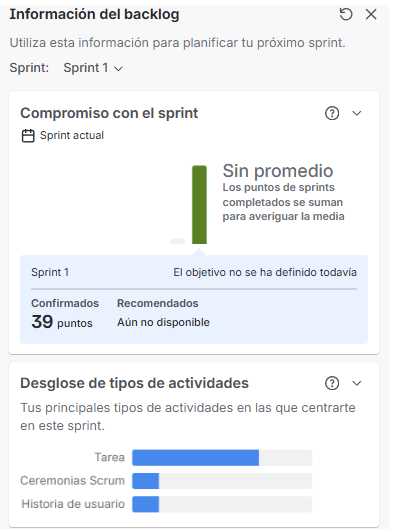 Información del backlog
Utiliza esta información para planificar tu próximo sprint.
Sprint: Sprint 1
Compromiso con el sprint
Sprint actual
Sin promedio
Los puntos de sprints
completados se suman
para averiguar la media
Sprint 1 El objetivo no se ha definido todavía
Confirmados Recomendados
39 puntos Aún no disponible
Desglose de tipos de actividades
Tus principales tipos de actividades en las que centrarte
en este sprint.
Tarea
Ceremonias Scrum
Historia de usuario